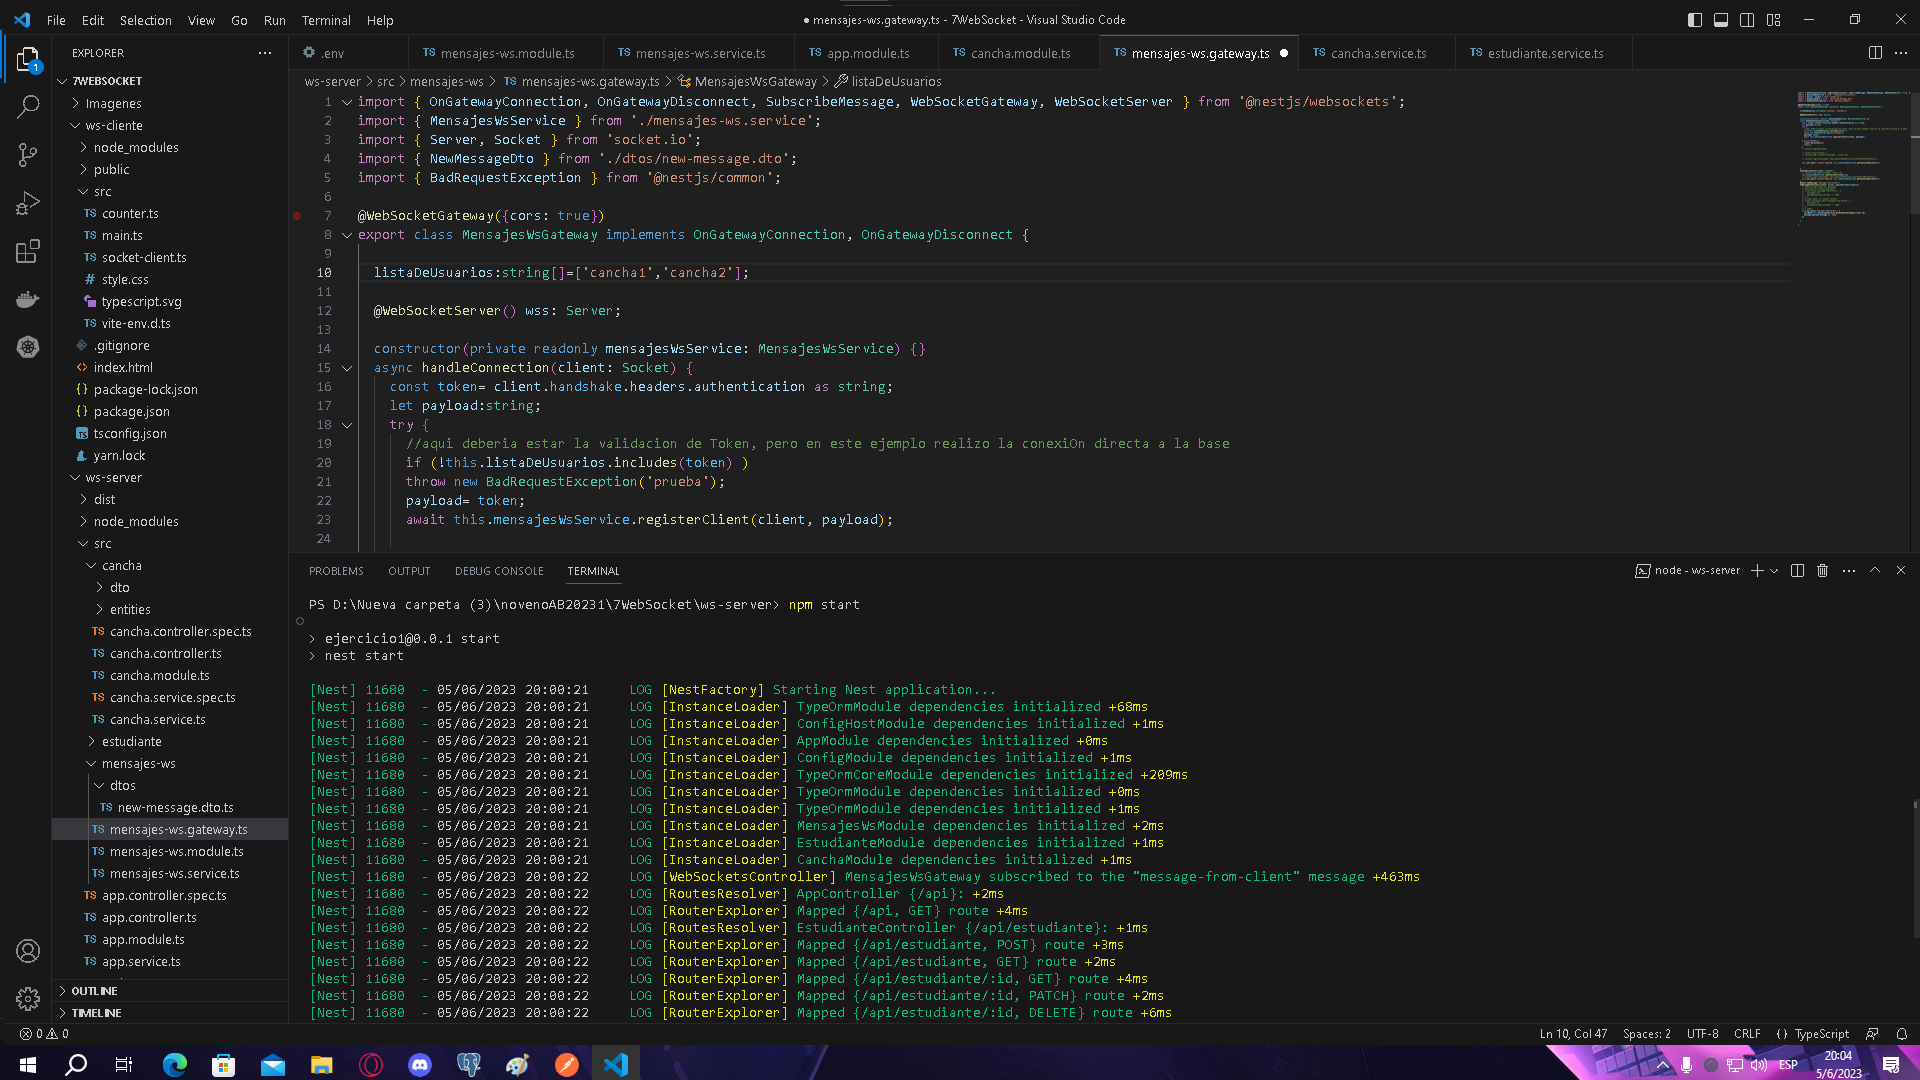 File Edit Selection View Go Run Terminal Help
● mensajes-ws.gateway.ts - 7WebSocket - Visual Studio Code
EXPLORER
.env
TS mensajes-ws.module.ts
TS mensajes-ws.service.ts
TS app.module.ts
TS cancha.module.ts
TS mensajes-ws.gateway.ts ●
TS cancha.service.ts
TS estudiante.service.ts
1
7WEBSOCKET
Imagenes
ws-cliente
node_modules
public
src
TS counter.ts
TS main.ts
TS socket-client.ts
# style.css
typescript.svg
TS vite-env.d.ts
.gitignore
<> index.html
{} package-lock.json
{} package.json
TS tsconfig.json
yarn.lock
ws-server
dist
node_modules
src
cancha
dto
entities
TS cancha.controller.spec.ts
TS cancha.controller.ts
TS cancha.module.ts
TS cancha.service.spec.ts
TS cancha.service.ts
estudiante
mensajes-ws
dtos
TS new-message.dto.ts
TS mensajes-ws.gateway.ts
TS mensajes-ws.module.ts
TS mensajes-ws.service.ts
TS app.controller.spec.ts
TS app.controller.ts
TS app.module.ts
TS app.service.ts
OUTLINE
TIMELINE
ws-server > src > mensajes-ws > TS mensajes-ws.gateway.ts > MensajesWsGateway > listaDeUsuarios
1 import { OnGatewayConnection, OnGatewayDisconnect, SubscribeMessage, WebSocketGateway, WebSocketServer } from '@nestjs/websockets';
2 import { MensajesWsService } from './mensajes-ws.service';
3 import { Server, Socket } from 'socket.io';
4 import { NewMessageDto } from './dtos/new-message.dto';
5 import { BadRequestException } from '@nestjs/common';
6
7 @WebSocketGateway({cors: true})
8 export class MensajesWsGateway implements OnGatewayConnection, OnGatewayDisconnect {
9
10 listaDeUsuarios:string[]=['cancha1','cancha2'];
11
12 @WebSocketServer() wss: Server;
13
14 constructor(private readonly mensajesWsService: MensajesWsService) {}
15 async handleConnection(client: Socket) {
16 const token= client.handshake.headers.authentication as string;
17 let payload:string;
18 try {
19 //aqui deberia estar la validacion de Token, pero en este ejemplo realizo la conexiOn directa a la base
20 if (!this.listaDeUsuarios.includes(token) )
21 throw new BadRequestException('prueba');
22 payload= token;
23 await this.mensajesWsService.registerClient(client, payload);
24
PROBLEMS OUTPUT DEBUG CONSOLE TERMINAL
node - ws-server
PS D:\Nueva carpeta (3)\novenoAB20231\7WebSocket\ws-server> npm start
> ejercicio1@0.0.1 start
> nest start
[Nest] 11680 - 05/06/2023 20:00:21 LOG [NestFactory] Starting Nest application...
[Nest] 11680 - 05/06/2023 20:00:21 LOG [InstanceLoader] TypeOrmModule dependencies initialized +68ms
[Nest] 11680 - 05/06/2023 20:00:21 LOG [InstanceLoader] ConfigHostModule dependencies initialized +1ms
[Nest] 11680 - 05/06/2023 20:00:21 LOG [InstanceLoader] AppModule dependencies initialized +0ms
[Nest] 11680 - 05/06/2023 20:00:21 LOG [InstanceLoader] ConfigModule dependencies initialized +1ms
[Nest] 11680 - 05/06/2023 20:00:21 LOG [InstanceLoader] TypeOrmCoreModule dependencies initialized +209ms
[Nest] 11680 - 05/06/2023 20:00:21 LOG [InstanceLoader] TypeOrmModule dependencies initialized +0ms
[Nest] 11680 - 05/06/2023 20:00:21 LOG [InstanceLoader] TypeOrmModule dependencies initialized +1ms
[Nest] 11680 - 05/06/2023 20:00:21 LOG [InstanceLoader] MensajesWsModule dependencies initialized +2ms
[Nest] 11680 - 05/06/2023 20:00:21 LOG [InstanceLoader] EstudianteModule dependencies initialized +1ms
[Nest] 11680 - 05/06/2023 20:00:21 LOG [InstanceLoader] CanchaModule dependencies initialized +1ms
[Nest] 11680 - 05/06/2023 20:00:22 LOG [WebSocketsController] MensajesWsGateway subscribed to the "message-from-client" message +463ms
[Nest] 11680 - 05/06/2023 20:00:22 LOG [RoutesResolver] AppController {/api}: +2ms
[Nest] 11680 - 05/06/2023 20:00:22 LOG [RouterExplorer] Mapped {/api, GET} route +4ms
[Nest] 11680 - 05/06/2023 20:00:22 LOG [RoutesResolver] EstudianteController {/api/estudiante}: +1ms
[Nest] 11680 - 05/06/2023 20:00:22 LOG [RouterExplorer] Mapped {/api/estudiante, POST} route +3ms
[Nest] 11680 - 05/06/2023 20:00:22 LOG [RouterExplorer] Mapped {/api/estudiante, GET} route +2ms
[Nest] 11680 - 05/06/2023 20:00:22 LOG [RouterExplorer] Mapped {/api/estudiante/:id, GET} route +4ms
[Nest] 11680 - 05/06/2023 20:00:22 LOG [RouterExplorer] Mapped {/api/estudiante/:id, PATCH} route +2ms
[Nest] 11680 - 05/06/2023 20:00:22 LOG [RouterExplorer] Mapped {/api/estudiante/:id, DELETE} route +6ms
0 0
Ln 10, Col 47 Spaces: 2 UTF-8 CRLF {} TypeScript
ESP
20:04
5/6/2023